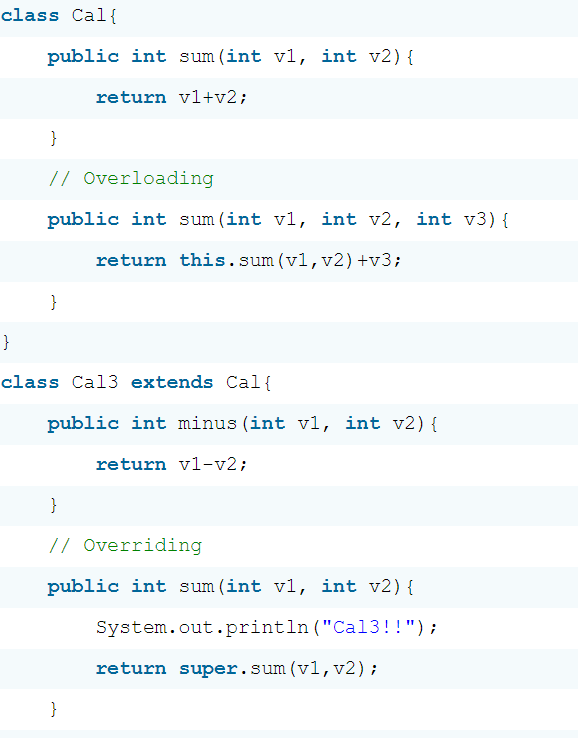 class Cal{
    public int sum(int v1, int v2){
        return v1+v2;
    }
    // Overloading
    public int sum(int v1, int v2, int v3){
        return this.sum(v1,v2)+v3;
    }
}
class Cal3 extends Cal{
    public int minus(int v1, int v2){
        return v1-v2;
    }
    // Overriding
    public int sum(int v1, int v2){
        System.out.println("Cal3!!");
        return super.sum(v1,v2);
    }